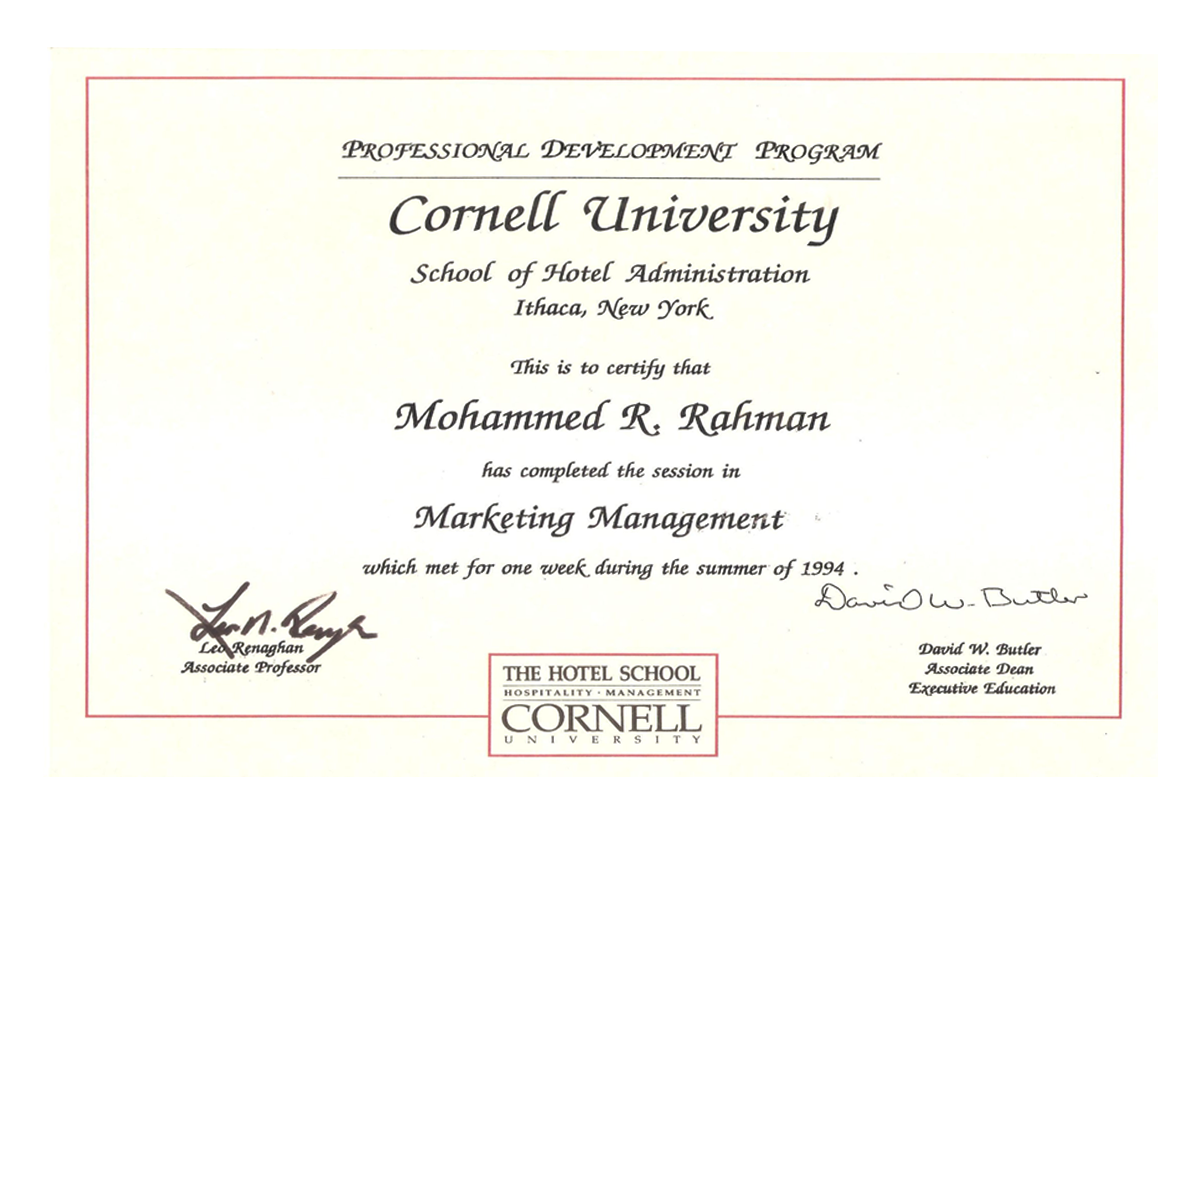 PROFESSIONAL DEVELOPMENT PROGRAM
Cornell University
School of Hotel Administration
Ithaca, New York
This is to certify that
Mohammed R. Rahman
has completed the session in
Marketing Management
which met for one week during the summer of 1994 .
David W. Butler
Leo Renaghan
Associate Professor
David W. Butler
Associate Dean
Executive Education
THE HOTEL SCHOOL
HOSPITALITY · MANAGEMENT
CORNELL
UNIVERSITY